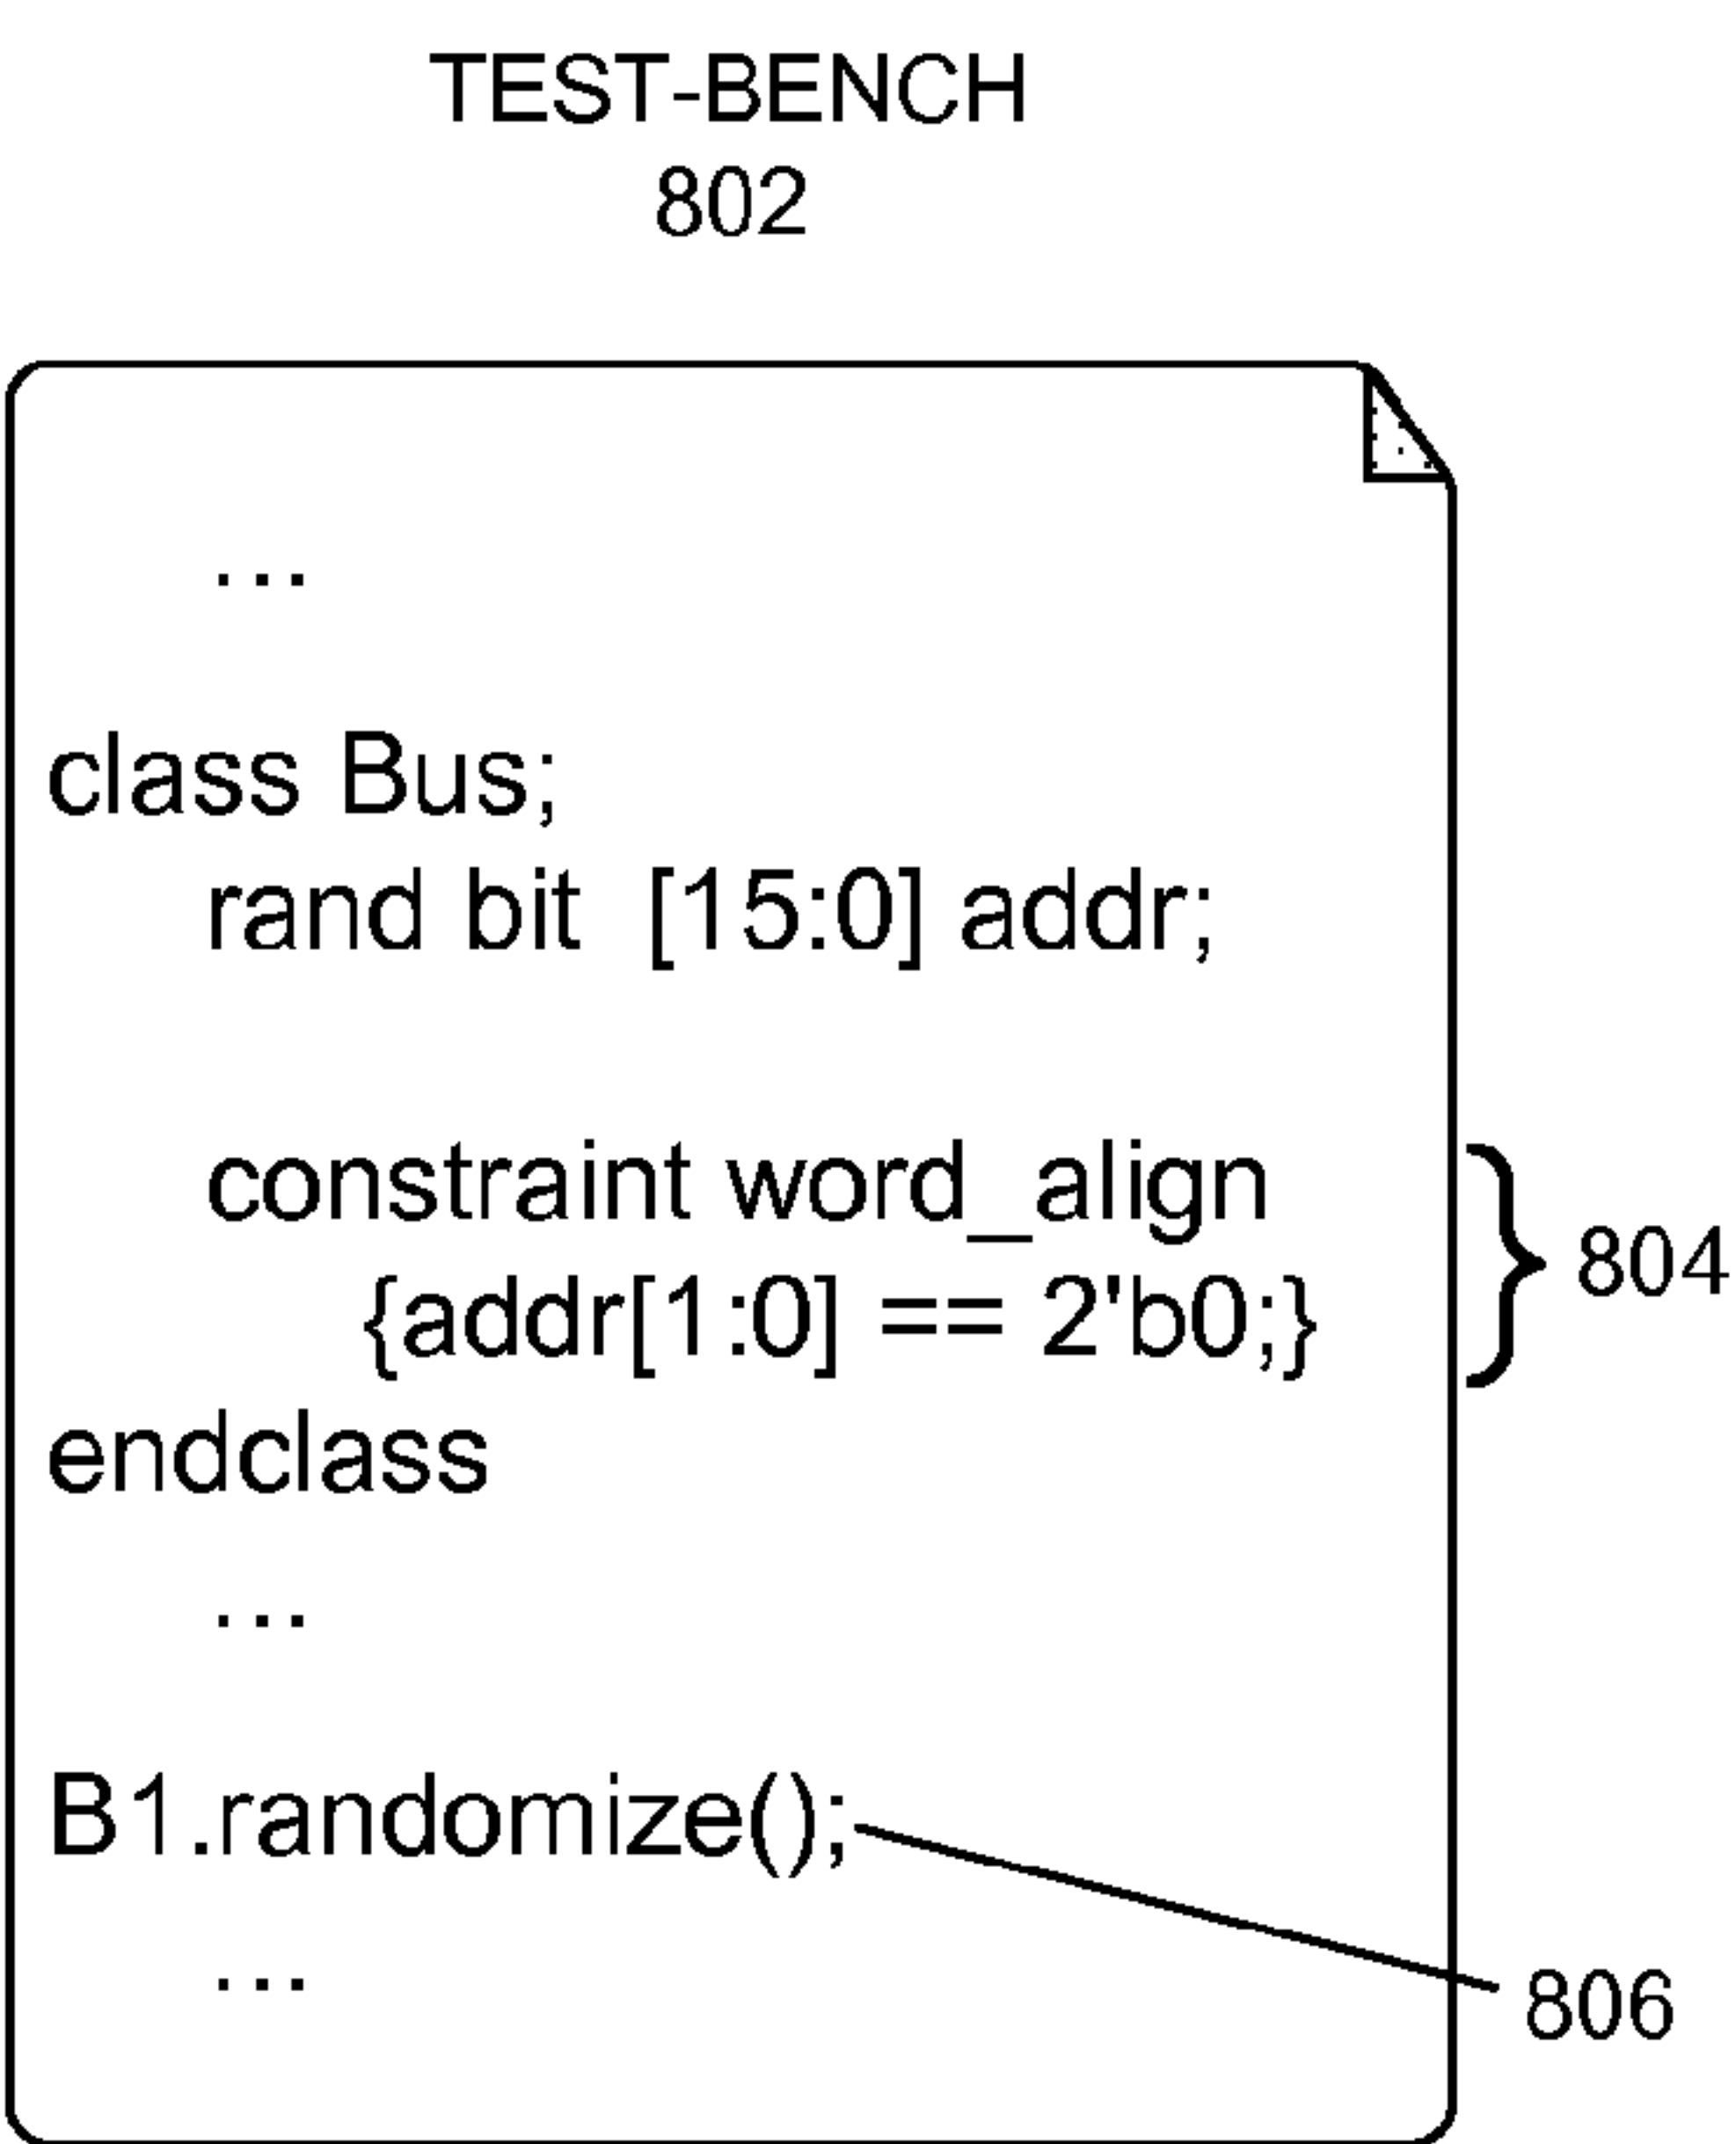 TEST-BENCH
802
...
class Bus;
rand bit [15:0] addr;
constraint word_align
{addr[1:0] == 2'b0;}
804
endclass
...
B1.randomize();
...
806